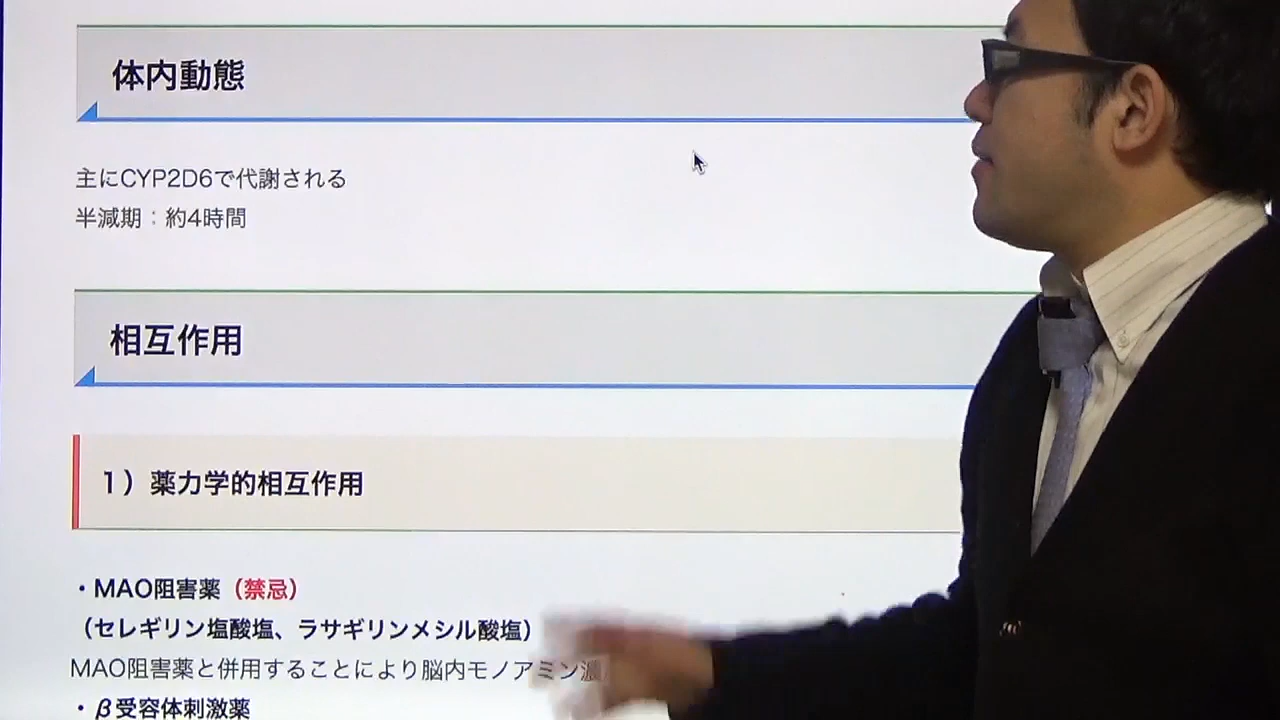 体内動態
主にCYP2D6で代謝される
半減期：約4時間
相互作用
1）薬力学的相互作用
・MAO阻害薬（禁忌）
（セレギリン塩酸塩、ラサギリンメシル酸塩）
MAO阻害薬と併用することにより脳内モノアミン濃
・β受容体刺激薬